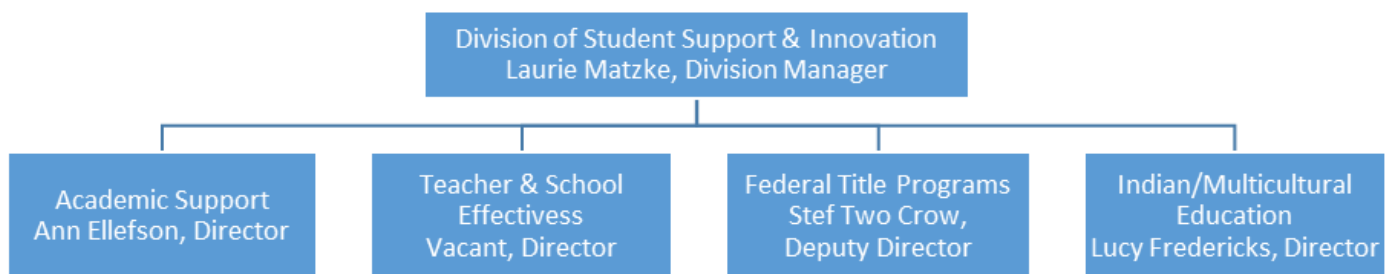 Division of Student Support & Innovation
Laurie Matzke, Division Manager
Academic Support
Ann Ellefson, Director
Teacher & School
Effectivess
Vacant, Director
Federal Title Programs
Stef Two Crow,
Deputy Director
Indian/Multicultural
Education
Lucy Fredericks, Director